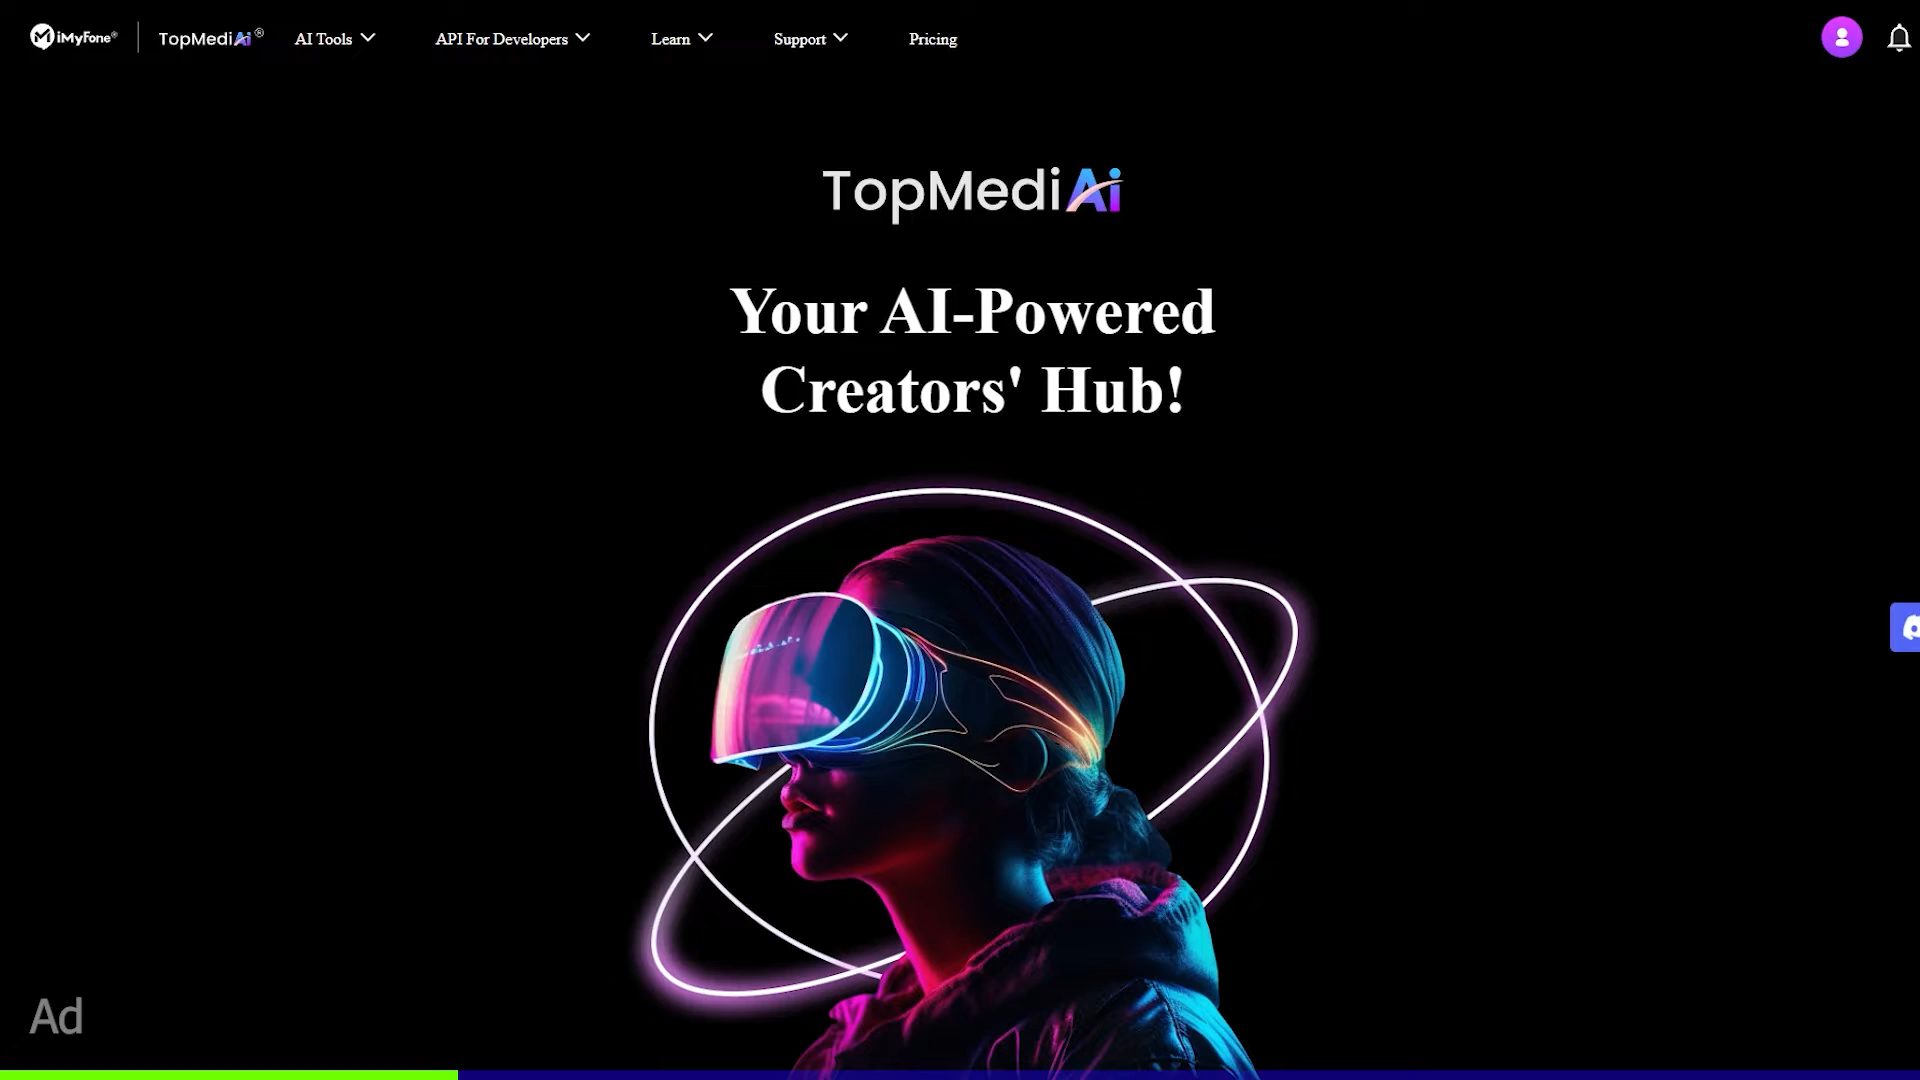 iMyFone®
TopMediAi®
AI Tools
API For Developers
Learn
Support
Pricing
TopMediAi
Your AI-Powered
Creators' Hub!
Ad